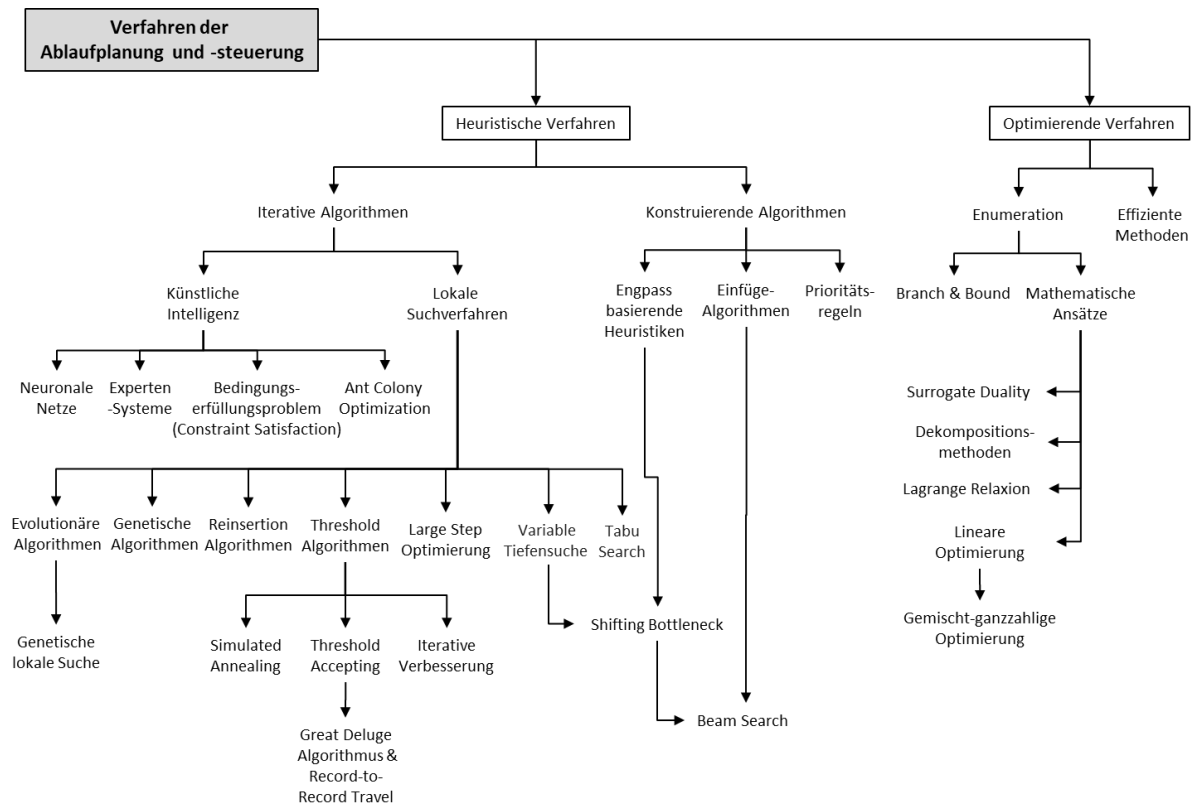 Verfahren der
Ablaufplanung und -steuerung
Heuristische Verfahren
Optimierende Verfahren
Iterative Algorithmen
Konstruierende Algorithmen
Enumeration
Effiziente
Methoden
Künstliche
Intelligenz
Lokale
Suchverfahren
Engpass
basierende
Heuristiken
Einfüge-
Algorithmen
Prioritäts-
regeln
Branch & Bound
Mathematische
Ansätze
Neuronale
Netze
Experten
-Systeme
Bedingungs-
erfüllungsproblem
(Constraint Satisfaction)
Ant Colony
Optimization
Surrogate Duality
Dekompositions-
methoden
Lagrange Relaxion
Lineare
Optimierung
Gemischt-ganzzahlige
Optimierung
Evolutionäre
Algorithmen
Genetische
Algorithmen
Reinsertion
Algorithmen
Threshold
Algorithmen
Large Step
Optimierung
Variable
Tiefensuche
Tabu
Search
Genetische
lokale Suche
Simulated
Annealing
Threshold
Accepting
Iterative
Verbesserung
Shifting Bottleneck
Beam Search
Great Deluge
Algorithmus &
Record-to-
Record Travel